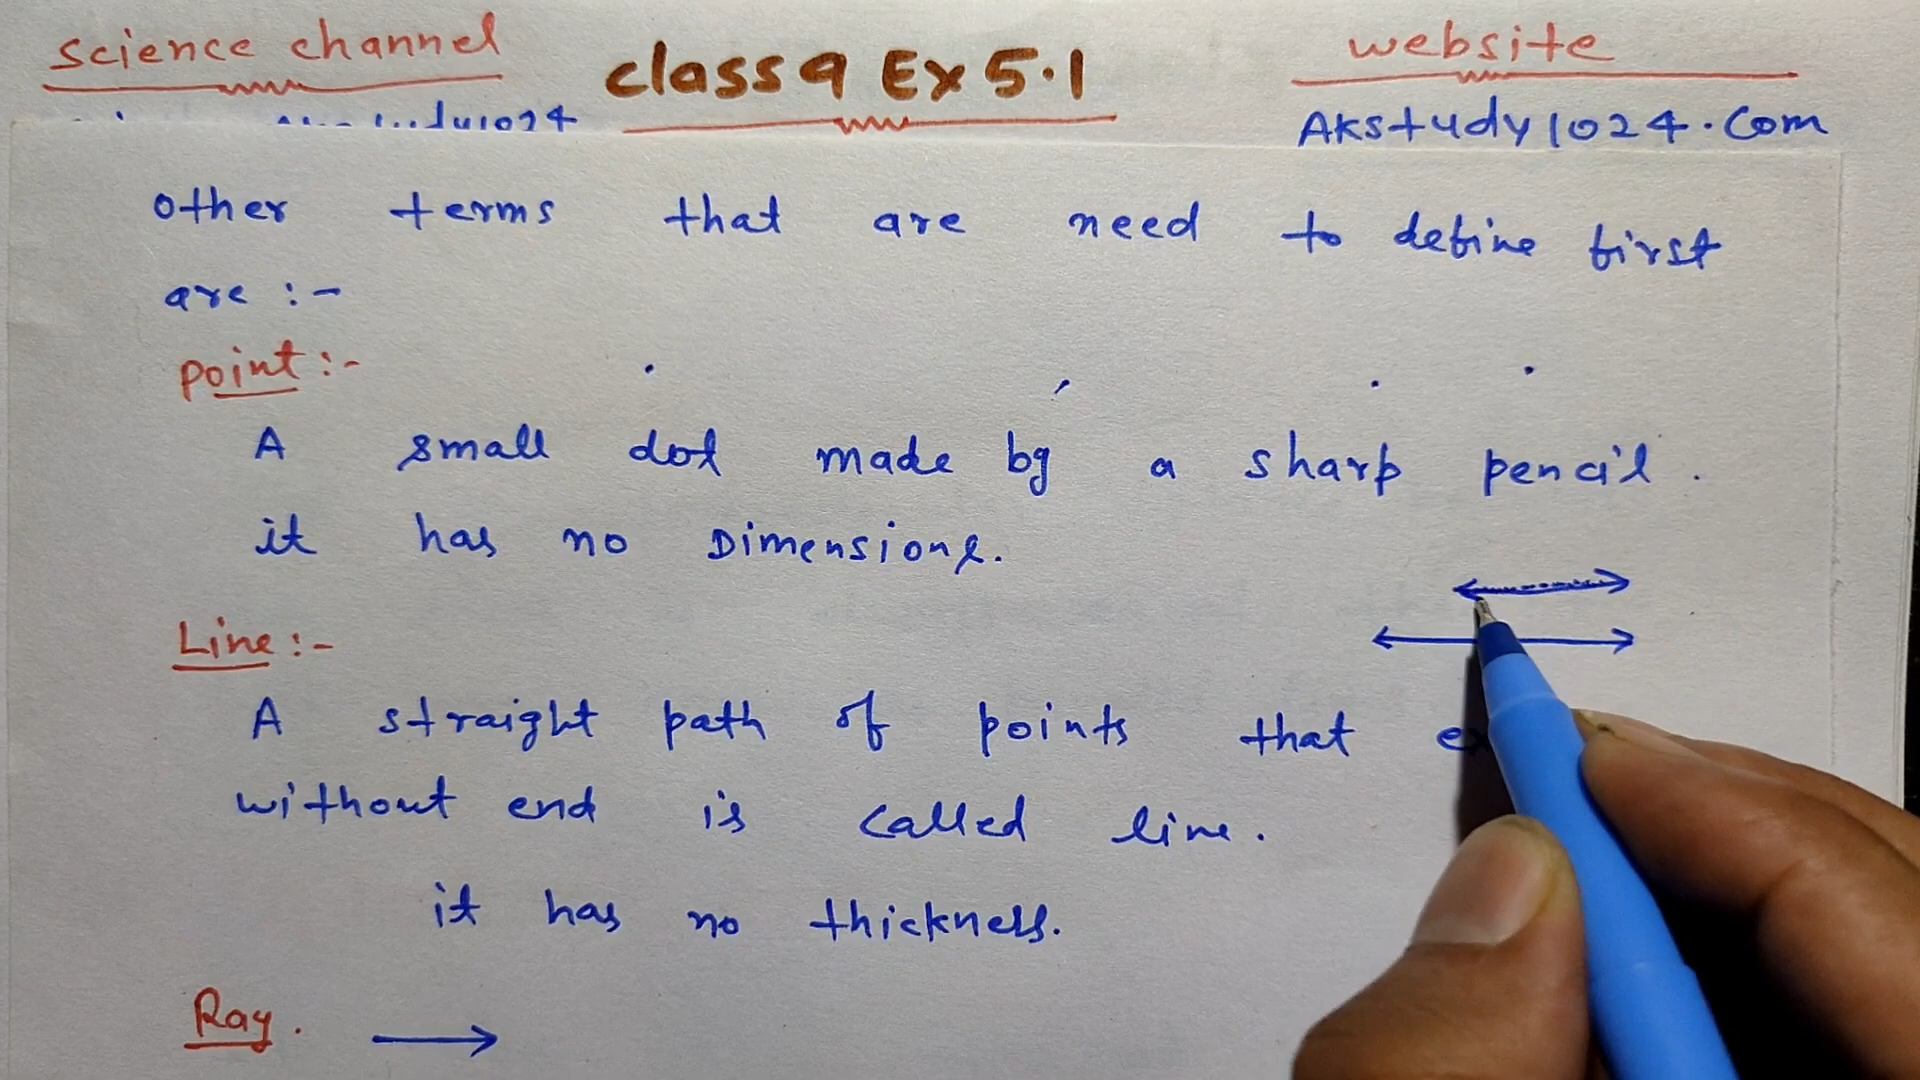 science channel
class 9 Ex 5.1
website
AKstudy1024.com
other terms that are need to define first
are :-
point :-
A small dot made by a sharp pencil.
it has no Dimensions.
Line :-
A straight path of points that
without end is called line.
it has no thickness.
Ray.